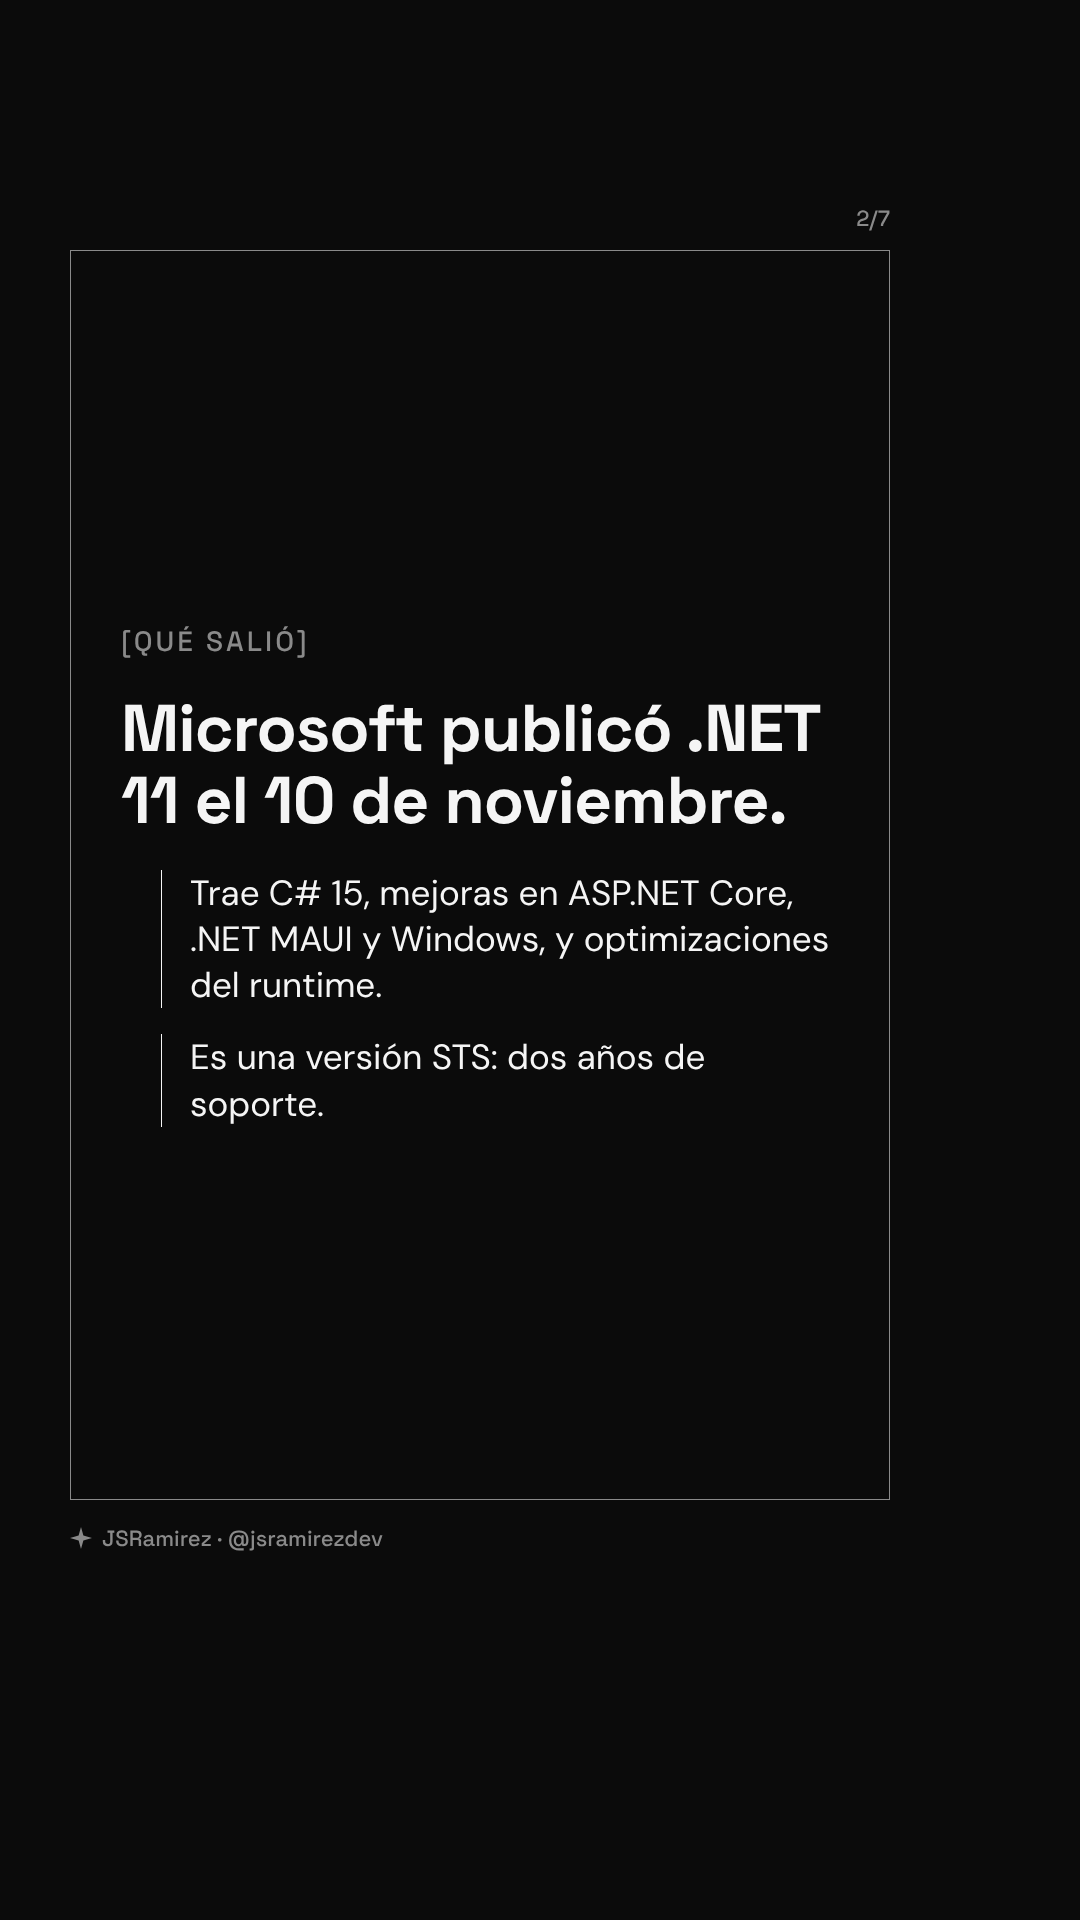 2/7
[QUÉ SALIÓ]
Microsoft publicó .NET
11 el 10 de noviembre.
Trae C# 15, mejoras en ASP.NET Core,
.NET MAUI y Windows, y optimizaciones
del runtime.
Es una versión STS: dos años de
soporte.
JSRamirez · @jsramirezdev